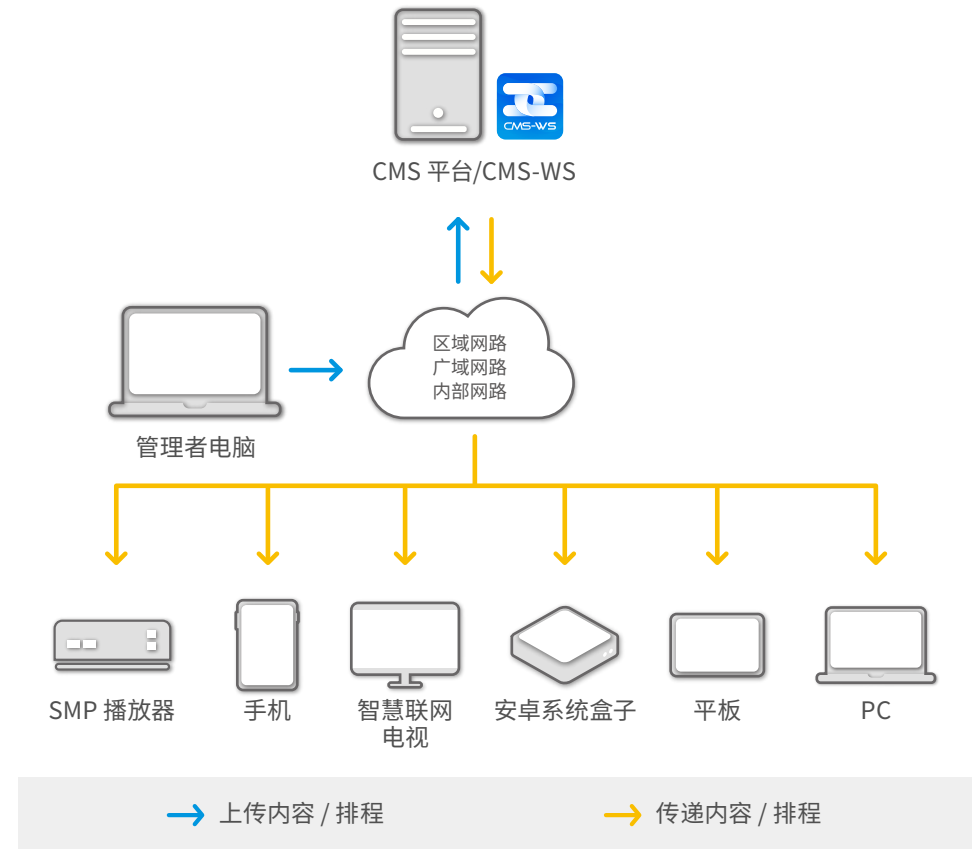 CMS-WS
CMS 平台/CMS-WS
区域网路
广域网路
内部网路
管理者电脑
SMP 播放器
手机
智慧联网
电视
安卓系统盒子
平板
PC
上传内容 / 排程
传递内容 / 排程